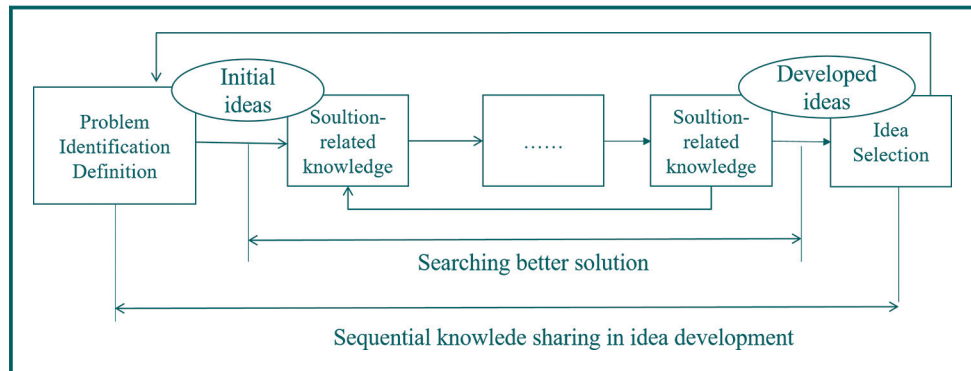 Initial
ideas
Developed
ideas
Problem
Identification
Definition
Soultion-
related
knowledge
......
Soultion-
related
knowledge
Idea
Selection
Searching better solution
Sequential knowlede sharing in idea development